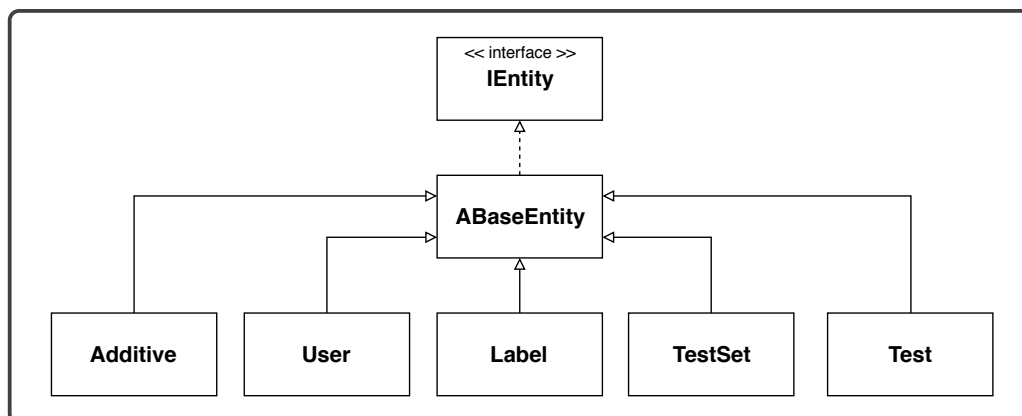 << interface >>
IEntity
ABaseEntity
Additive
User
Label
TestSet
Test